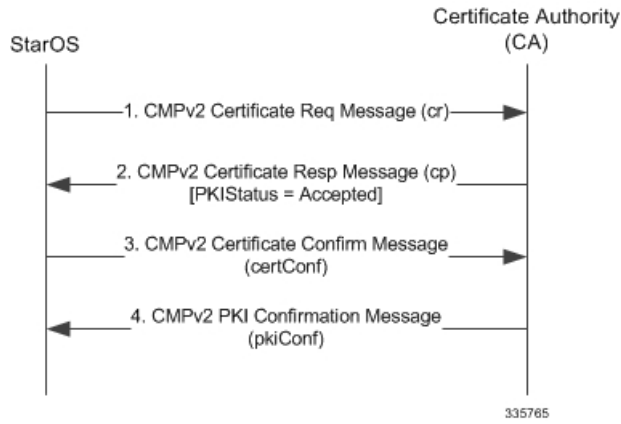 StarOS
Certificate Authority
(CA)
1. CMPv2 Certificate Req Message (cr)
2. CMPv2 Certificate Resp Message (cp)
[PKIStatus = Accepted]
3. CMPv2 Certificate Confirm Message
(certConf)
4. CMPv2 PKI Confirmation Message
(pkiConf)
335765